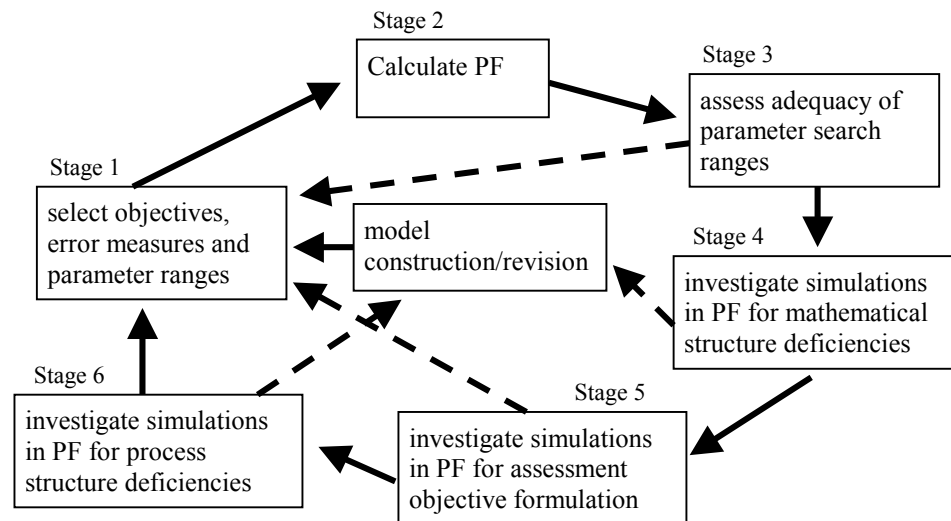 Stage 2
Calculate PF
Stage 3
assess adequacy of
parameter search
ranges
Stage 1
select objectives,
error measures and
parameter ranges
model
construction/revision
Stage 4
investigate simulations
in PF for mathematical
structure deficiencies
Stage 5
investigate simulations
in PF for assessment
objective formulation
Stage 6
investigate simulations
in PF for process
structure deficiencies